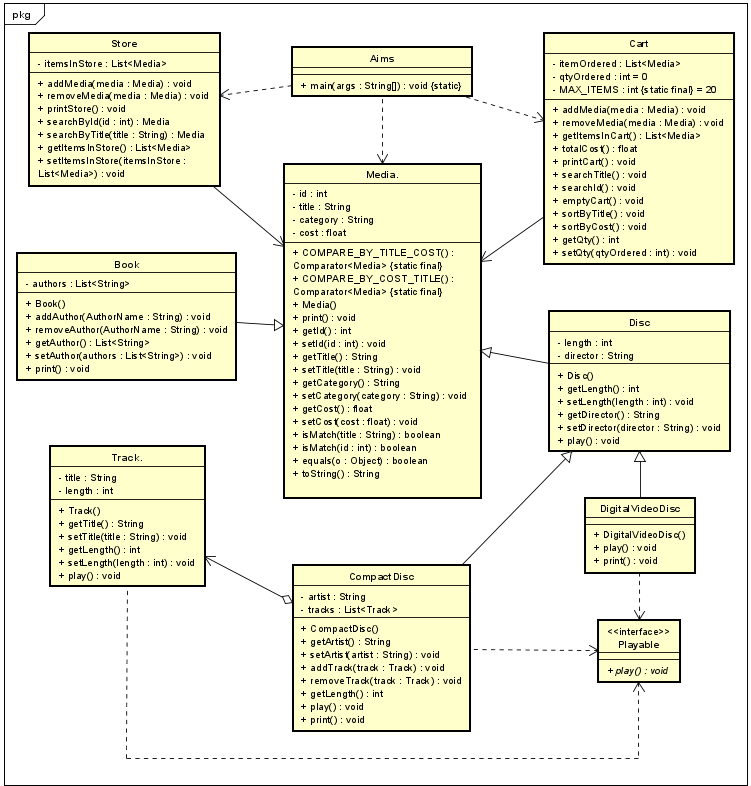 pkg
Store
- itemsInStore : List<Media>
+ addMedia(media : Media) : void
+ removeMedia(media : Media) : void
+ printStore() : void
+ searchById(id : int) : Media
+ searchByTitle(title : String) : Media
+ getItemsInStore() : List<Media>
+ setItemsInStore(itemsInStore :
List<Media>) : void
Aims
+ main(args : String[]) : void {static}
Cart
- itemOrdered : List<Media>
- qtyOrdered : int = 0
- MAX_ITEMS : int {static final} = 20
+ addMedia(media : Media) : void
+ removeMedia(media : Media) : void
+ getItemsInCart() : List<Media>
+ totalCost() : float
+ printCart() : void
+ searchTitle() : void
+ searchId() : void
+ emptyCart() : void
+ sortByTitle() : void
+ sortByCost() : void
+ getQty() : int
+ setQty(qtyOrdered : int) : void
Media.
- id : int
- title : String
- category : String
- cost : float
+ COMPARE_BY_TITLE_COST() :
Comparator<Media> {static final}
+ COMPARE_BY_COST_TITLE() :
Comparator<Media> {static final}
+ Media()
+ print() : void
+ getId() : int
+ setId(id : int) : void
+ getTitle() : String
+ setTitle(title : String) : void
+ getCategory() : String
+ setCategory(category : String) : void
+ getCost() : float
+ setCost(cost : float) : void
+ isMatch(title : String) : boolean
+ isMatch(id : int) : boolean
+ equals(o : Object) : boolean
+ toString() : String
Book
- authors : List<String>
+ Book()
+ addAuthor(AuthorName : String) : void
+ removeAuthor(AuthorName : String) : void
+ getAuthor() : List<String>
+ setAuthor(authors : List<String>) : void
+ print() : void
Disc
- length : int
- director : String
+ Disc()
+ getLength() : int
+ setLength(length : int) : void
+ getDirector() : String
+ setDirector(director : String) : void
+ play() : void
Track.
- title : String
- length : int
+ Track()
+ getTitle() : String
+ setTitle(title : String) : void
+ getLength() : int
+ setLength(length : int) : void
+ play() : void
DigitalVideoDisc
+ DigitalVideoDisc()
+ play() : void
+ print() : void
CompactDisc
- artist : String
- tracks : List<Track>
+ CompactDisc()
+ getArtist() : String
+ setArtist(artist : String) : void
+ addTrack(track : Track) : void
+ removeTrack(track : Track) : void
+ getLength() : int
+ play() : void
+ print() : void
<<interface>>
Playable
+ play() : void